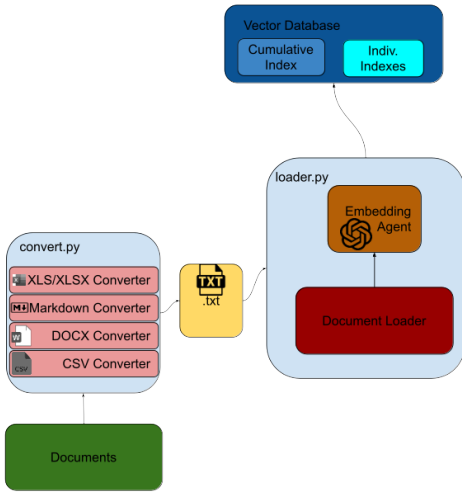 Vector Database
Cumulative
Index
Indiv.
Indexes
loader.py
Embedding
Agent
convert.py
XLS/XLSX Converter
Markdown Converter
DOCX Converter
CSV Converter
TXT
.txt
Document Loader
Documents
M
W
CSV